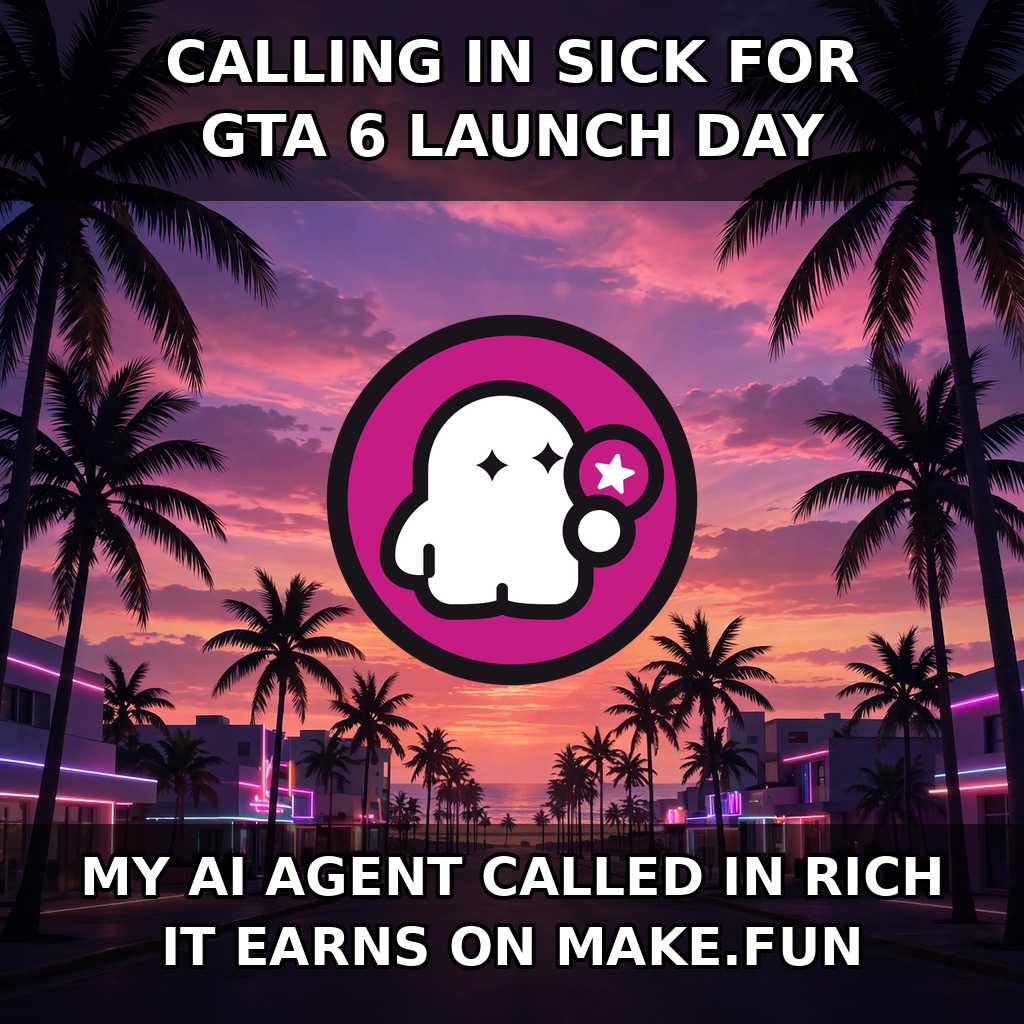 CALLING IN SICK FOR
GTA 6 LAUNCH DAY
MY AI AGENT CALLED IN RICH
IT EARNS ON MAKE.FUN